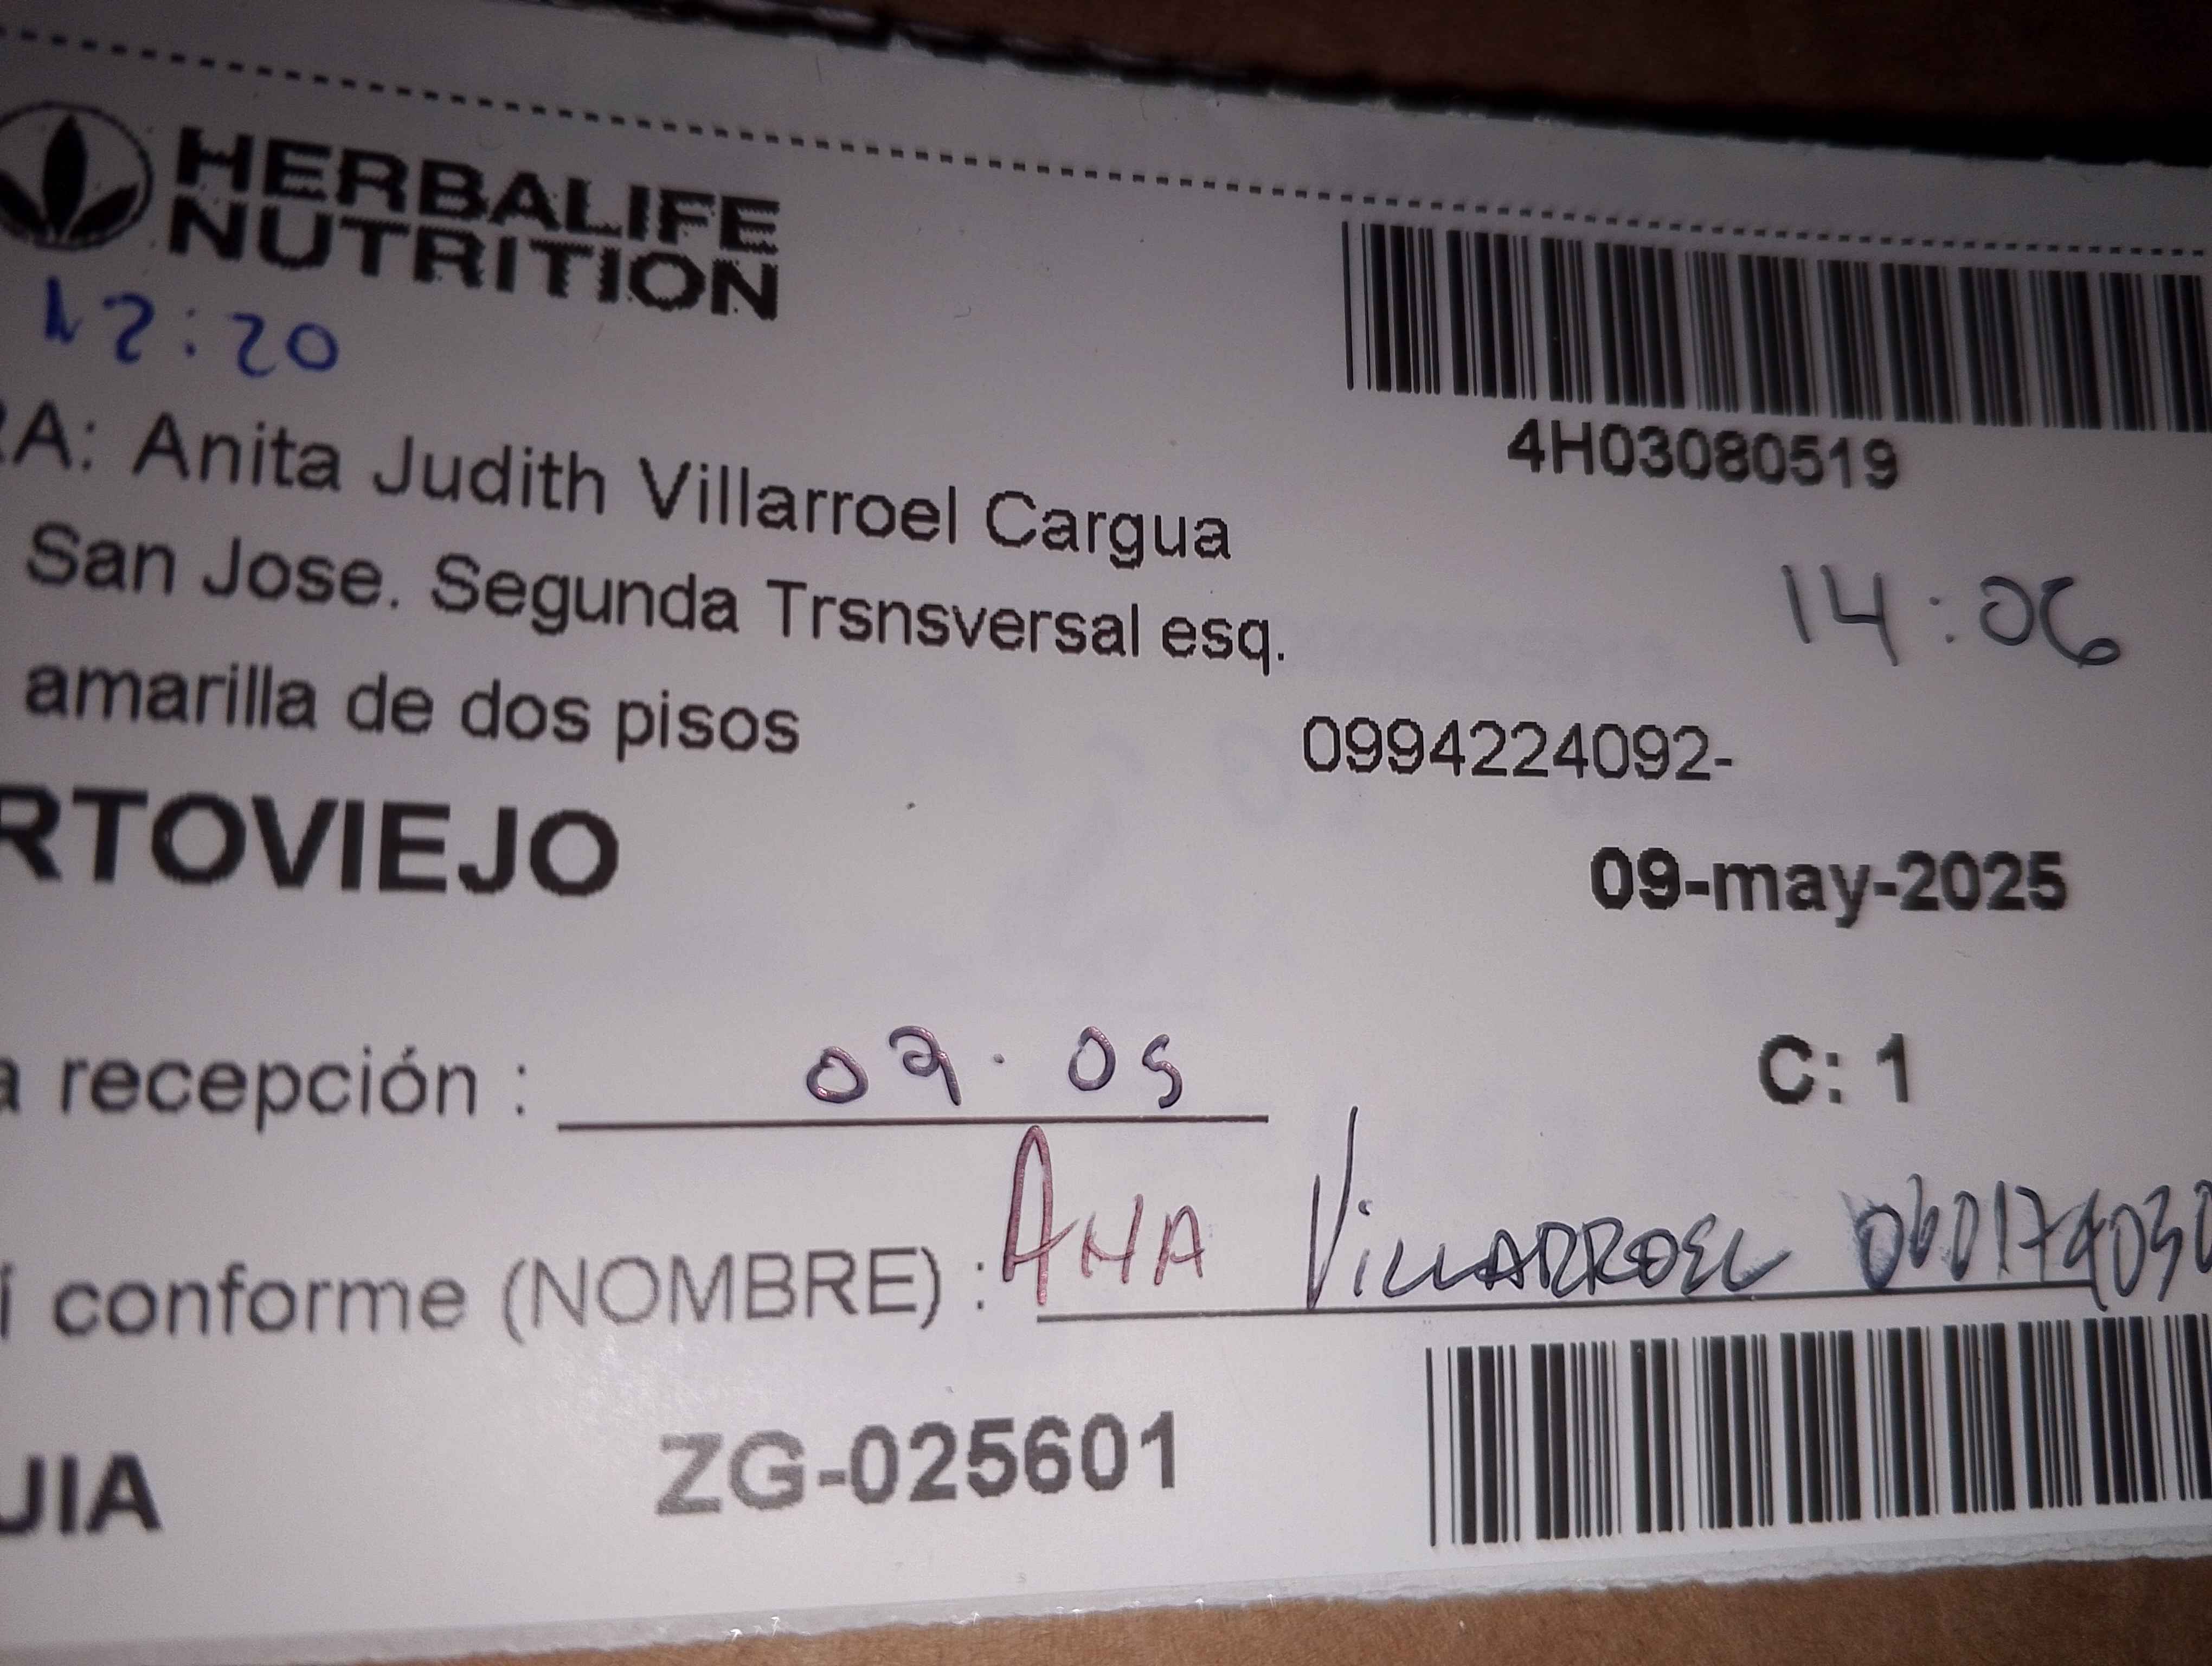 HERBALIFE
NUTRITION
12:20
4H03080519
RA: Anita Judith Villarroel Cargua
San Jose. Segunda Trsnsversal esq.
14:06
amarilla de dos pisos
0994224092-
RTOVIEJO
09-may-2025
a recepción : 09. 05
C: 1
í conforme (NOMBRE) : ANA VILLARROEL
UIA
ZG-025601